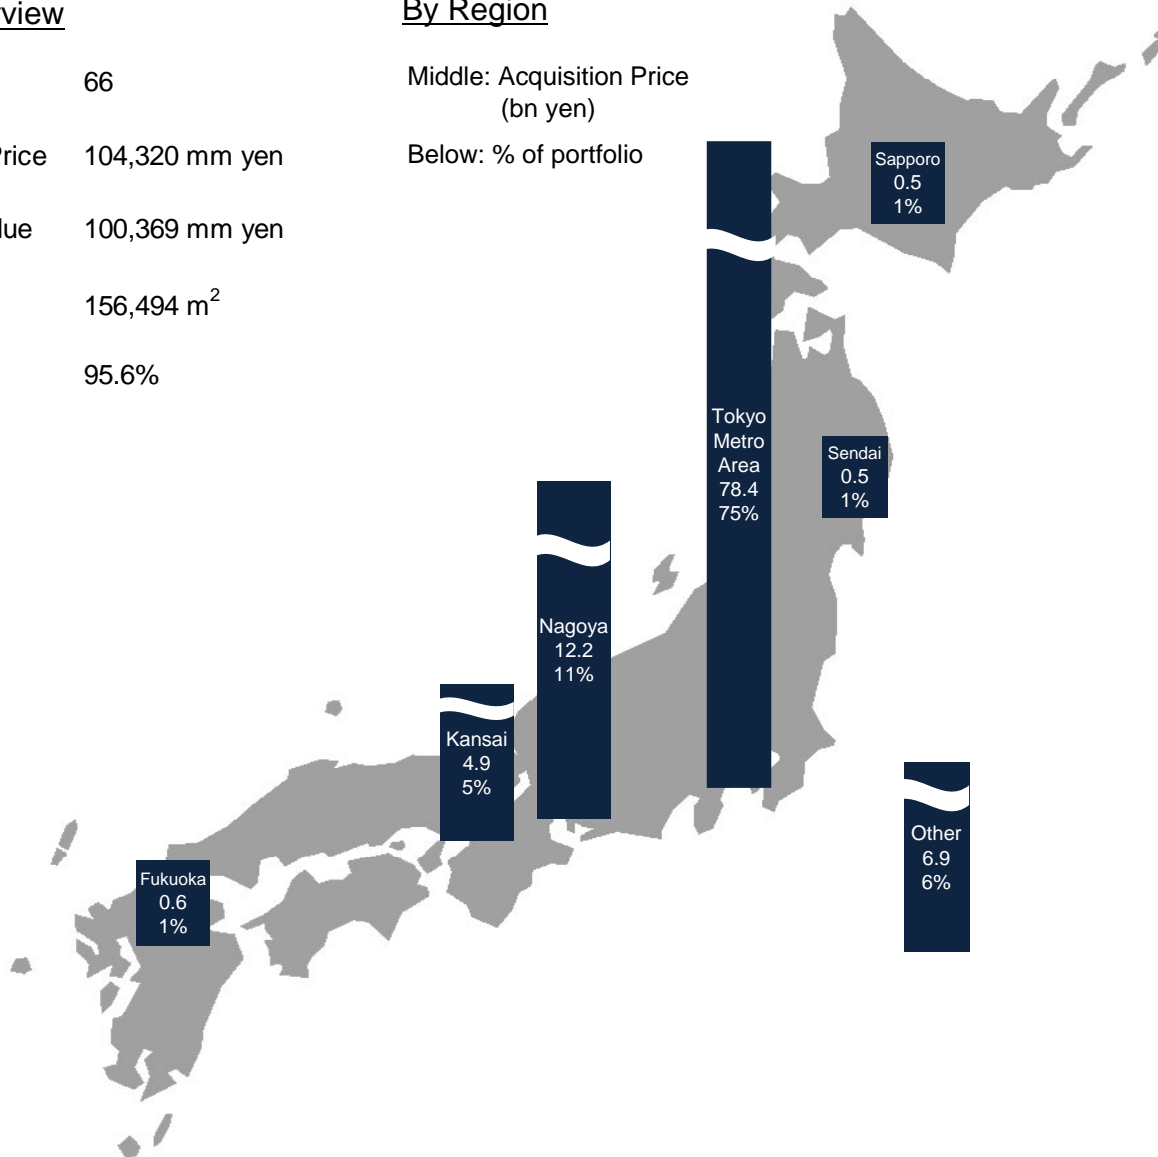 rview
66
rice 104,320 mm yen
lue 100,369 mm yen
156,494 m²
95.6%
By Region
Middle: Acquisition Price
(bn yen)
Below: % of portfolio
Sapporo
0.5
1%
Tokyo
Metro
Area
78.4
75%
Sendai
0.5
1%
Nagoya
12.2
11%
Kansai
4.9
5%
Other
6.9
6%
Fukuoka
0.6
1%